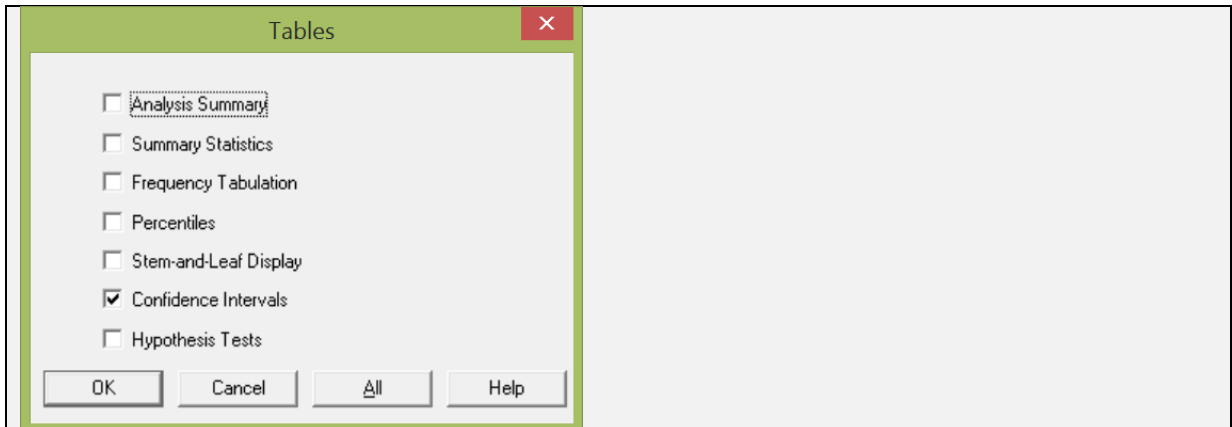 Tables
Analysis Summary
Summary Statistics
Frequency Tabulation
Percentiles
Stem-and-Leaf Display
Confidence Intervals
Hypothesis Tests
OK Cancel All Help